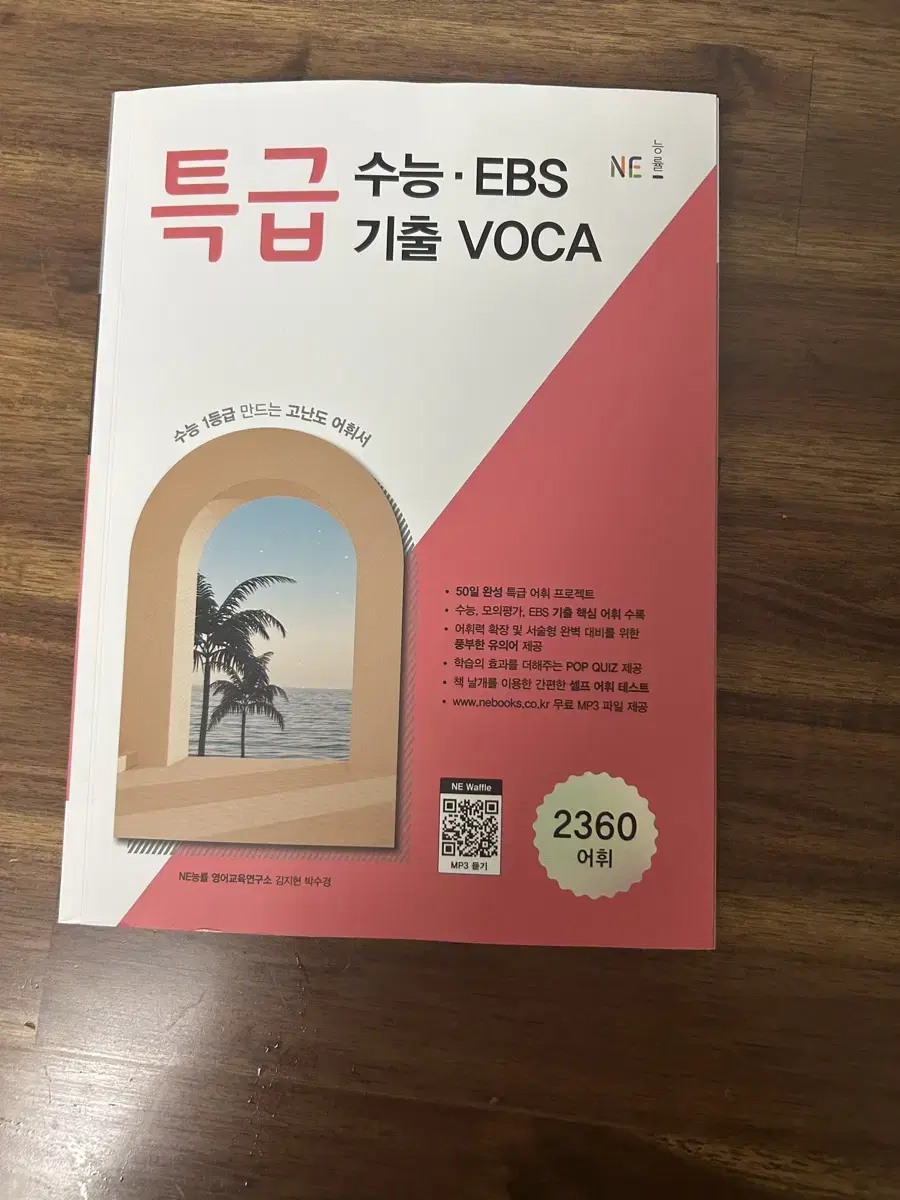 특급 수능·EBS
기출 VOCA
NE 능률
수능 1등급 만드는 고난도 어휘서
• 50일 완성 특급 어휘 프로젝트
• 수능, 모의평가, EBS 기출 핵심 어휘 수록
• 어휘력 확장 및 서술형 완벽 대비를 위한
풍부한 유의어 제공
• 학습의 효과를 더해주는 POP QUIZ 제공
• 책 날개를 이용한 간편한 셀프 어휘 테스트
• www.nebooks.co.kr 무료 MP3 파일 제공
NE Waffle
MP3 듣기
2360
어휘
NE능률 영어교육연구소 김지현 박수경